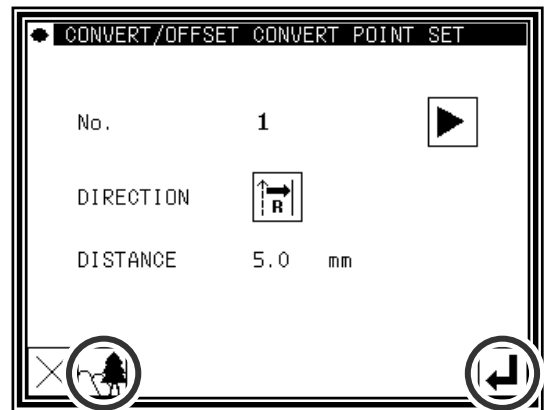 CONVERT/OFFSET CONVERT POINT SET
No. 1
DIRECTION R
DISTANCE 5.0 mm